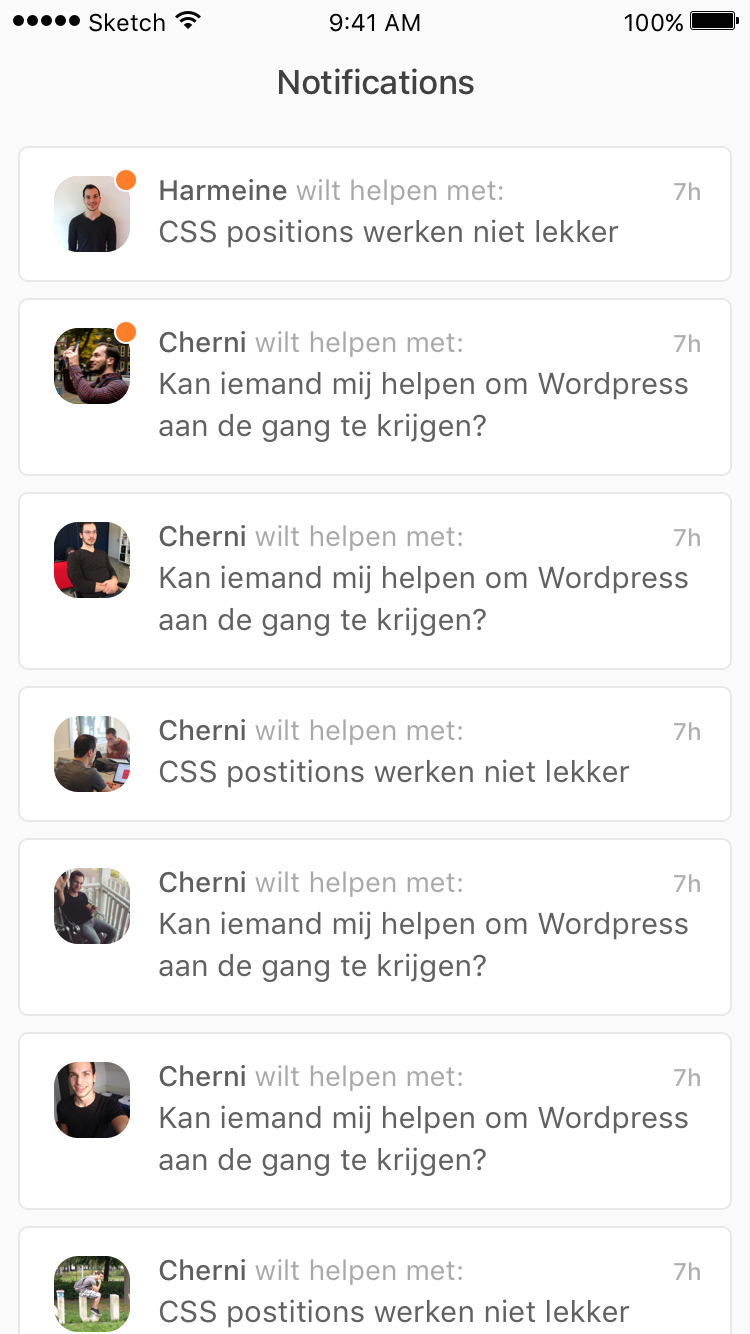 ●●●●● Sketch 9:41 AM 100%
Notifications
Harmeine wilt helpen met: 7h
CSS positions werken niet lekker
Cherni wilt helpen met: 7h
Kan iemand mij helpen om Wordpress
aan de gang te krijgen?
Cherni wilt helpen met: 7h
Kan iemand mij helpen om Wordpress
aan de gang te krijgen?
Cherni wilt helpen met: 7h
CSS postitions werken niet lekker
Cherni wilt helpen met: 7h
Kan iemand mij helpen om Wordpress
aan de gang te krijgen?
Cherni wilt helpen met: 7h
Kan iemand mij helpen om Wordpress
aan de gang te krijgen?
Cherni wilt helpen met: 7h
CSS postitions werken niet lekker